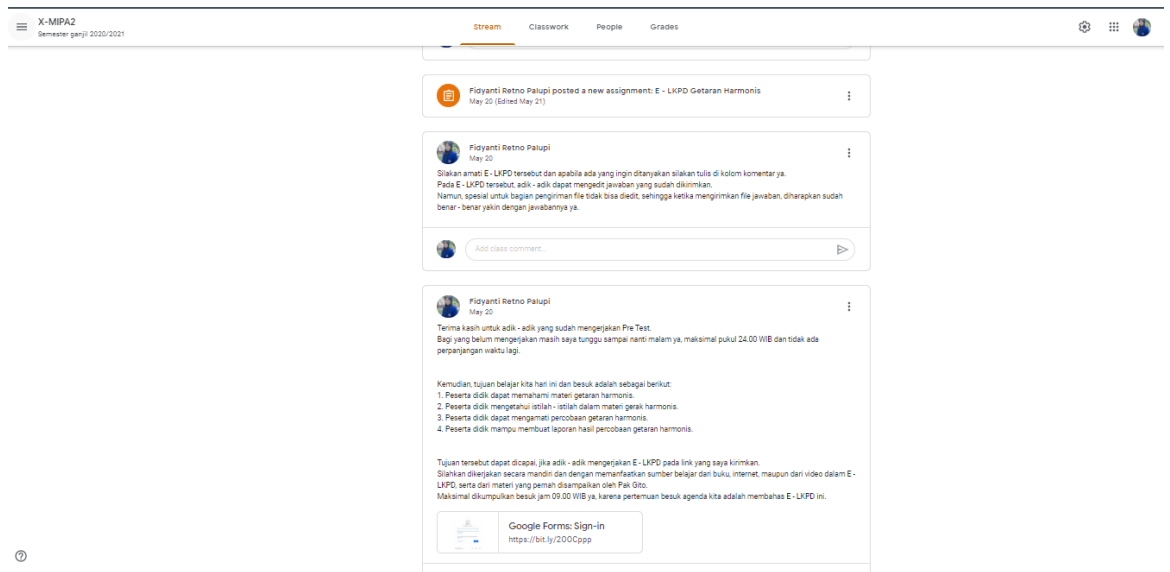 X-MIPA2
Semester ganjil 2020/2021
Stream
Classwork
People
Grades
Fidyanti Retno Palupi posted a new assignment: E - LKPD Getaran Harmonis
May 20 (Edited May 21)
Fidyanti Retno Palupi
May 20
Silakan amati E - LKPD tersebut dan apabila ada yang ingin ditanyakan silakan tulis di kolom komentar ya.
Pada E - LKPD tersebut, adik - adik dapat mengedit jawaban yang sudah dikirimkan.
Namun, spesial untuk bagian pengiriman file tidak bisa diedit, sehingga ketika mengirimkan file jawaban, diharapkan sudah
benar - benar yakin dengan jawabannya ya.
Add class comment...
Fidyanti Retno Palupi
May 20
Terima kasih untuk adik - adik yang sudah mengerjakan Pre Test.
Bagi yang belum mengerjakan masih saya tunggu sampai nanti malam ya, maksimal pukul 24.00 WIB dan tidak ada
perpanjangan waktu lagi.
Kemudian, tujuan belajar kita hari ini dan besuk adalah sebagai berikut:
1. Peserta didik dapat memahami materi getaran harmonis.
2. Peserta didik mengetahui istilah - istilah dalam materi gerak harmonis.
3. Peserta didik dapat mengamati percobaan getaran harmonis.
4. Peserta didik mampu membuat laporan hasil percobaan getaran harmonis.
Tujuan tersebut dapat dicapai, jika adik - adik mengerjakan E - LKPD pada link yang saya kirimkan.
Silahkan dikerjakan secara mandiri dan dengan memanfaatkan sumber belajar dari buku, internet, maupun dari video dalam E -
LKPD, serta dari materi yang pernah disampaikan oleh Pak Gito.
Maksimal dikumpulkan besuk jam 09.00 WIB ya, karena pertemuan besuk agenda kita adalah membahas E - LKPD ini.
Google Forms: Sign-in
https://bit.ly/200Cppp